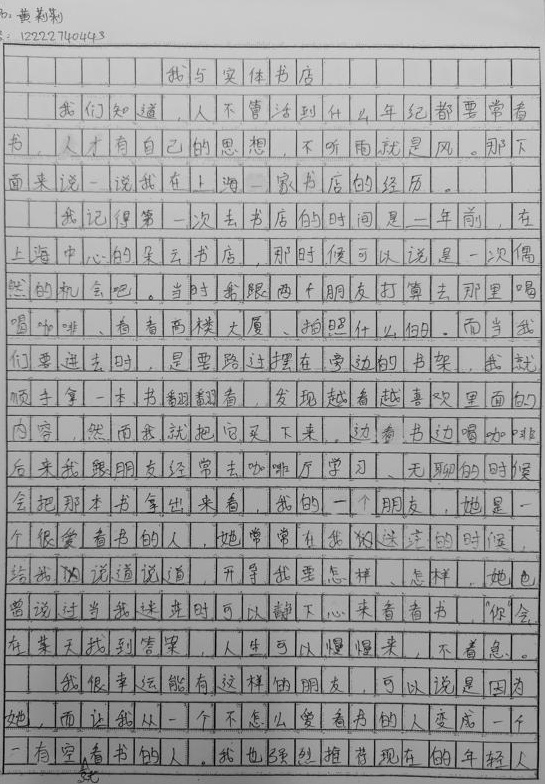 黄莉莉
: 12222740443
我与实体书店
我们知道，人不管活到什么年纪都要常看
书，人才有自己的思想，不听雨就是风。那下
面来说一说我在上海一家书店的经历。
我记得第一次去书店的时间是二年前，在
上海中心的朵云书店，那时候可以说是一次偶
然的机会吧。当时我跟两个朋友打算去那里喝
喝咖啡、看看高楼大厦、拍照什么的。而当我
们要进去时，是要路过摆在旁边的书架，我就
顺手拿一本书翻翻看，发现越看越喜欢里面的
内容，然而我就把它买下来，边看书边喝咖啡
后来我跟朋友经常去咖啡厅学习、无聊的时候
会把那本书拿出来看，我的一个朋友，她是一
个很爱看书的人，她常常在我迷茫的时候，
给我说道说道，开导我要怎样、怎样，她也
曾说过当我迷茫时可以静下心来看看书，“你”会
在某天找到答案，人生可以慢慢来，不着急。
我很幸运能有这样的朋友，可以说是因为
她，而让我从一个不怎么爱看书的人变成一个
一有空就看书的人。我也强烈推荐现在的年轻人